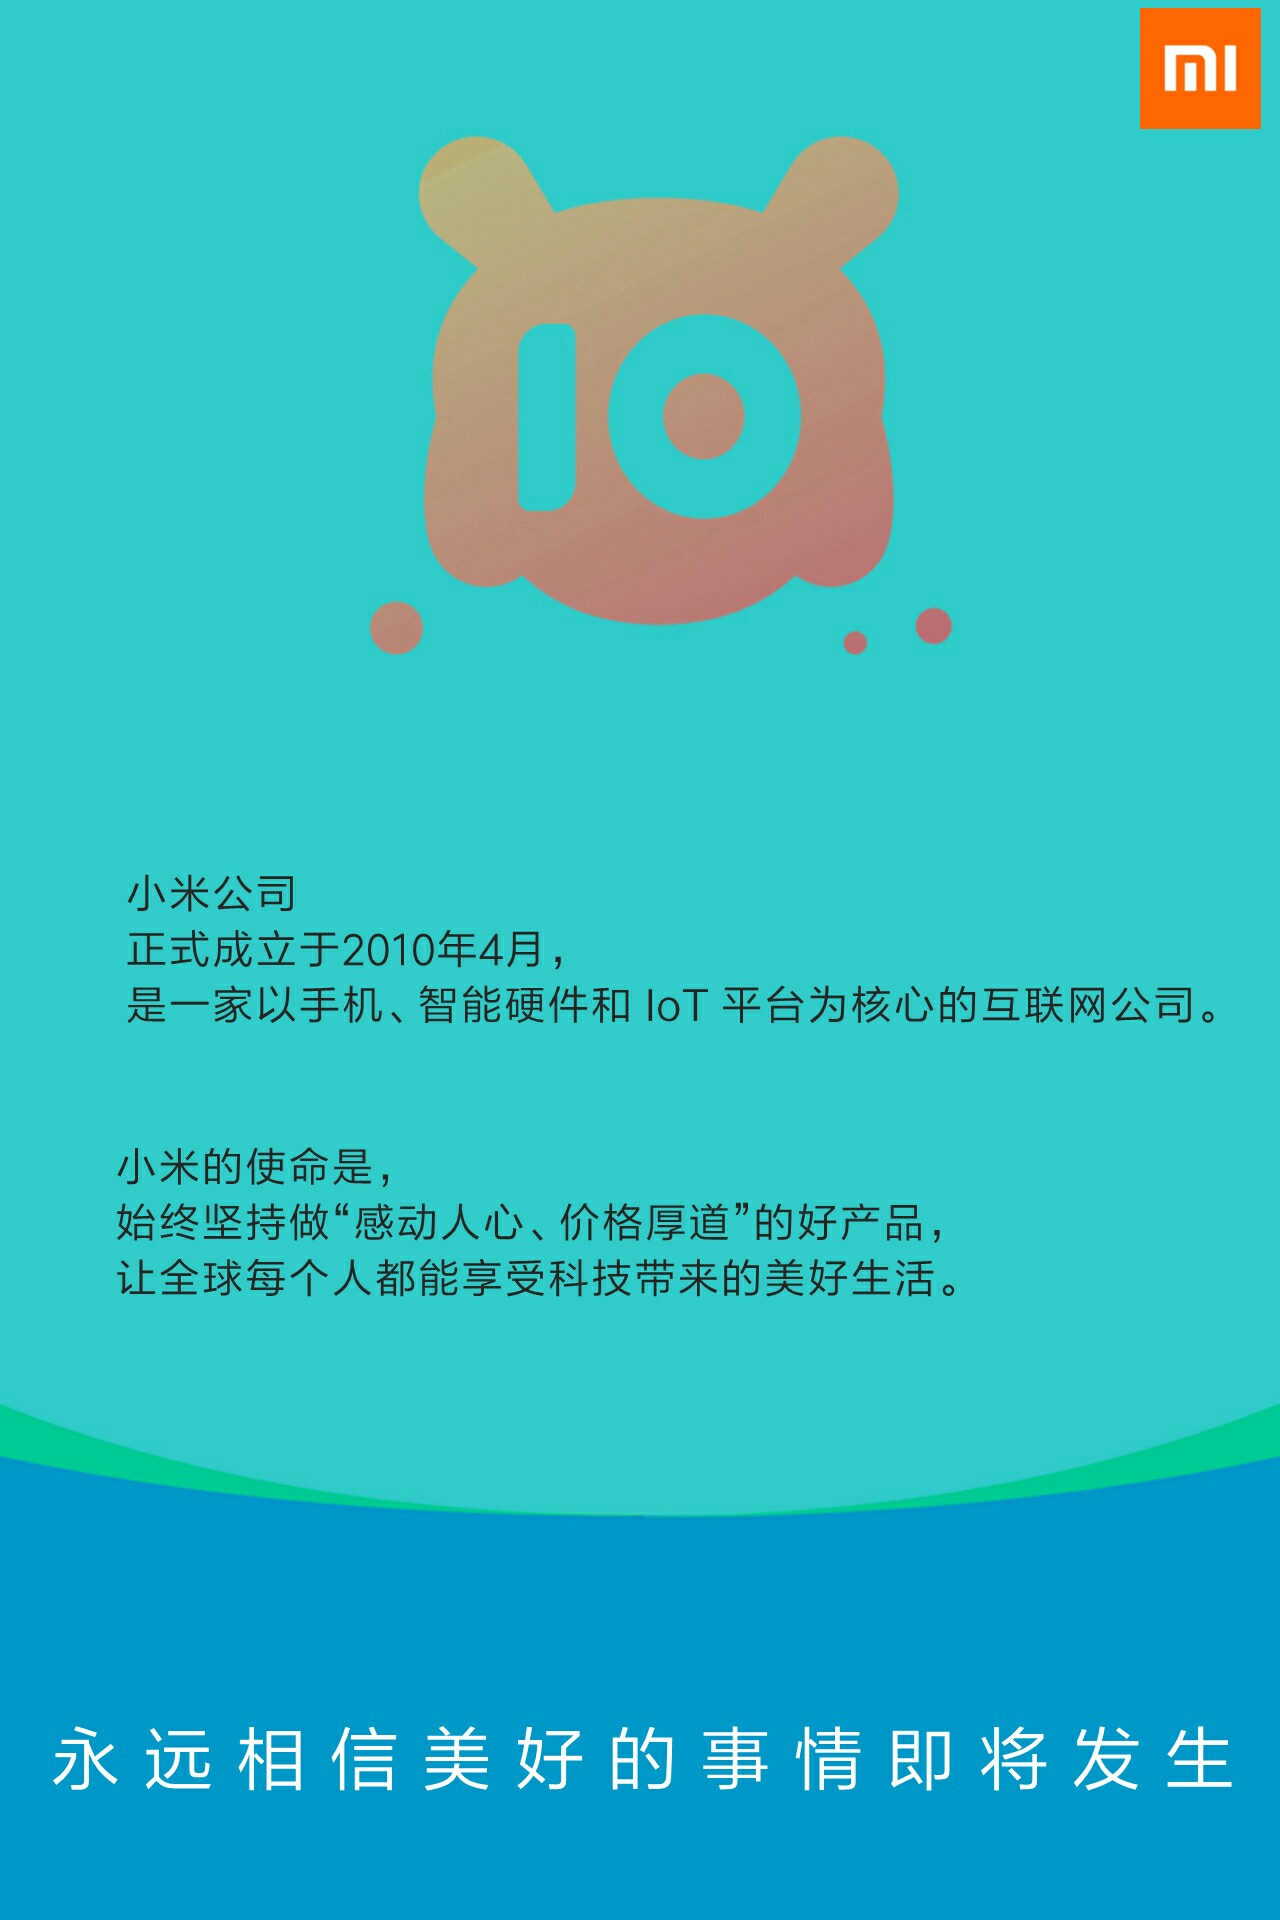 MI
10
小米公司
正式成立于2010年4月，
是一家以手机、智能硬件和 IoT 平台为核心的互联网公司。
小米的使命是，
始终坚持做“感动人心、价格厚道”的好产品，
让全球每个人都能享受科技带来的美好生活。
永远相信美好的事情即将发生